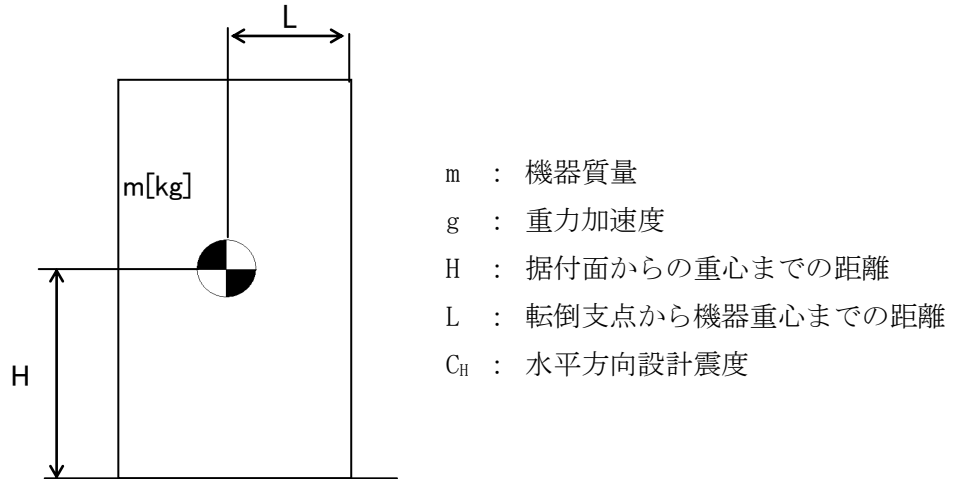 L
m[kg]
H
m : 機器質量
g : 重力加速度
H : 据付面からの重心までの距離
L : 転倒支点から機器重心までの距離
CH : 水平方向設計震度